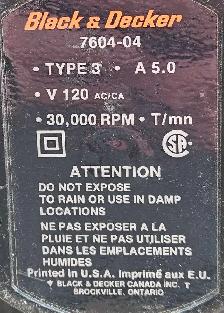 Black & Decker
7604-04
• TYPE 3 • A 5.0
• V 120 AC/CA
• 30,000 RPM • T/mn
SA
ATTENTION
DO NOT EXPOSE
TO RAIN OR USE IN DAMP
LOCATIONS
NE PAS EXPOSER A LA
PLUIE ET NE PAS UTILISER
DANS LES EMPLACEMENTS
HUMIDES
Printed in U.S.A. Imprimé aux E.U.
BLACK & DECKER CANADA INC.
BROCKVILLE, ONTARIO